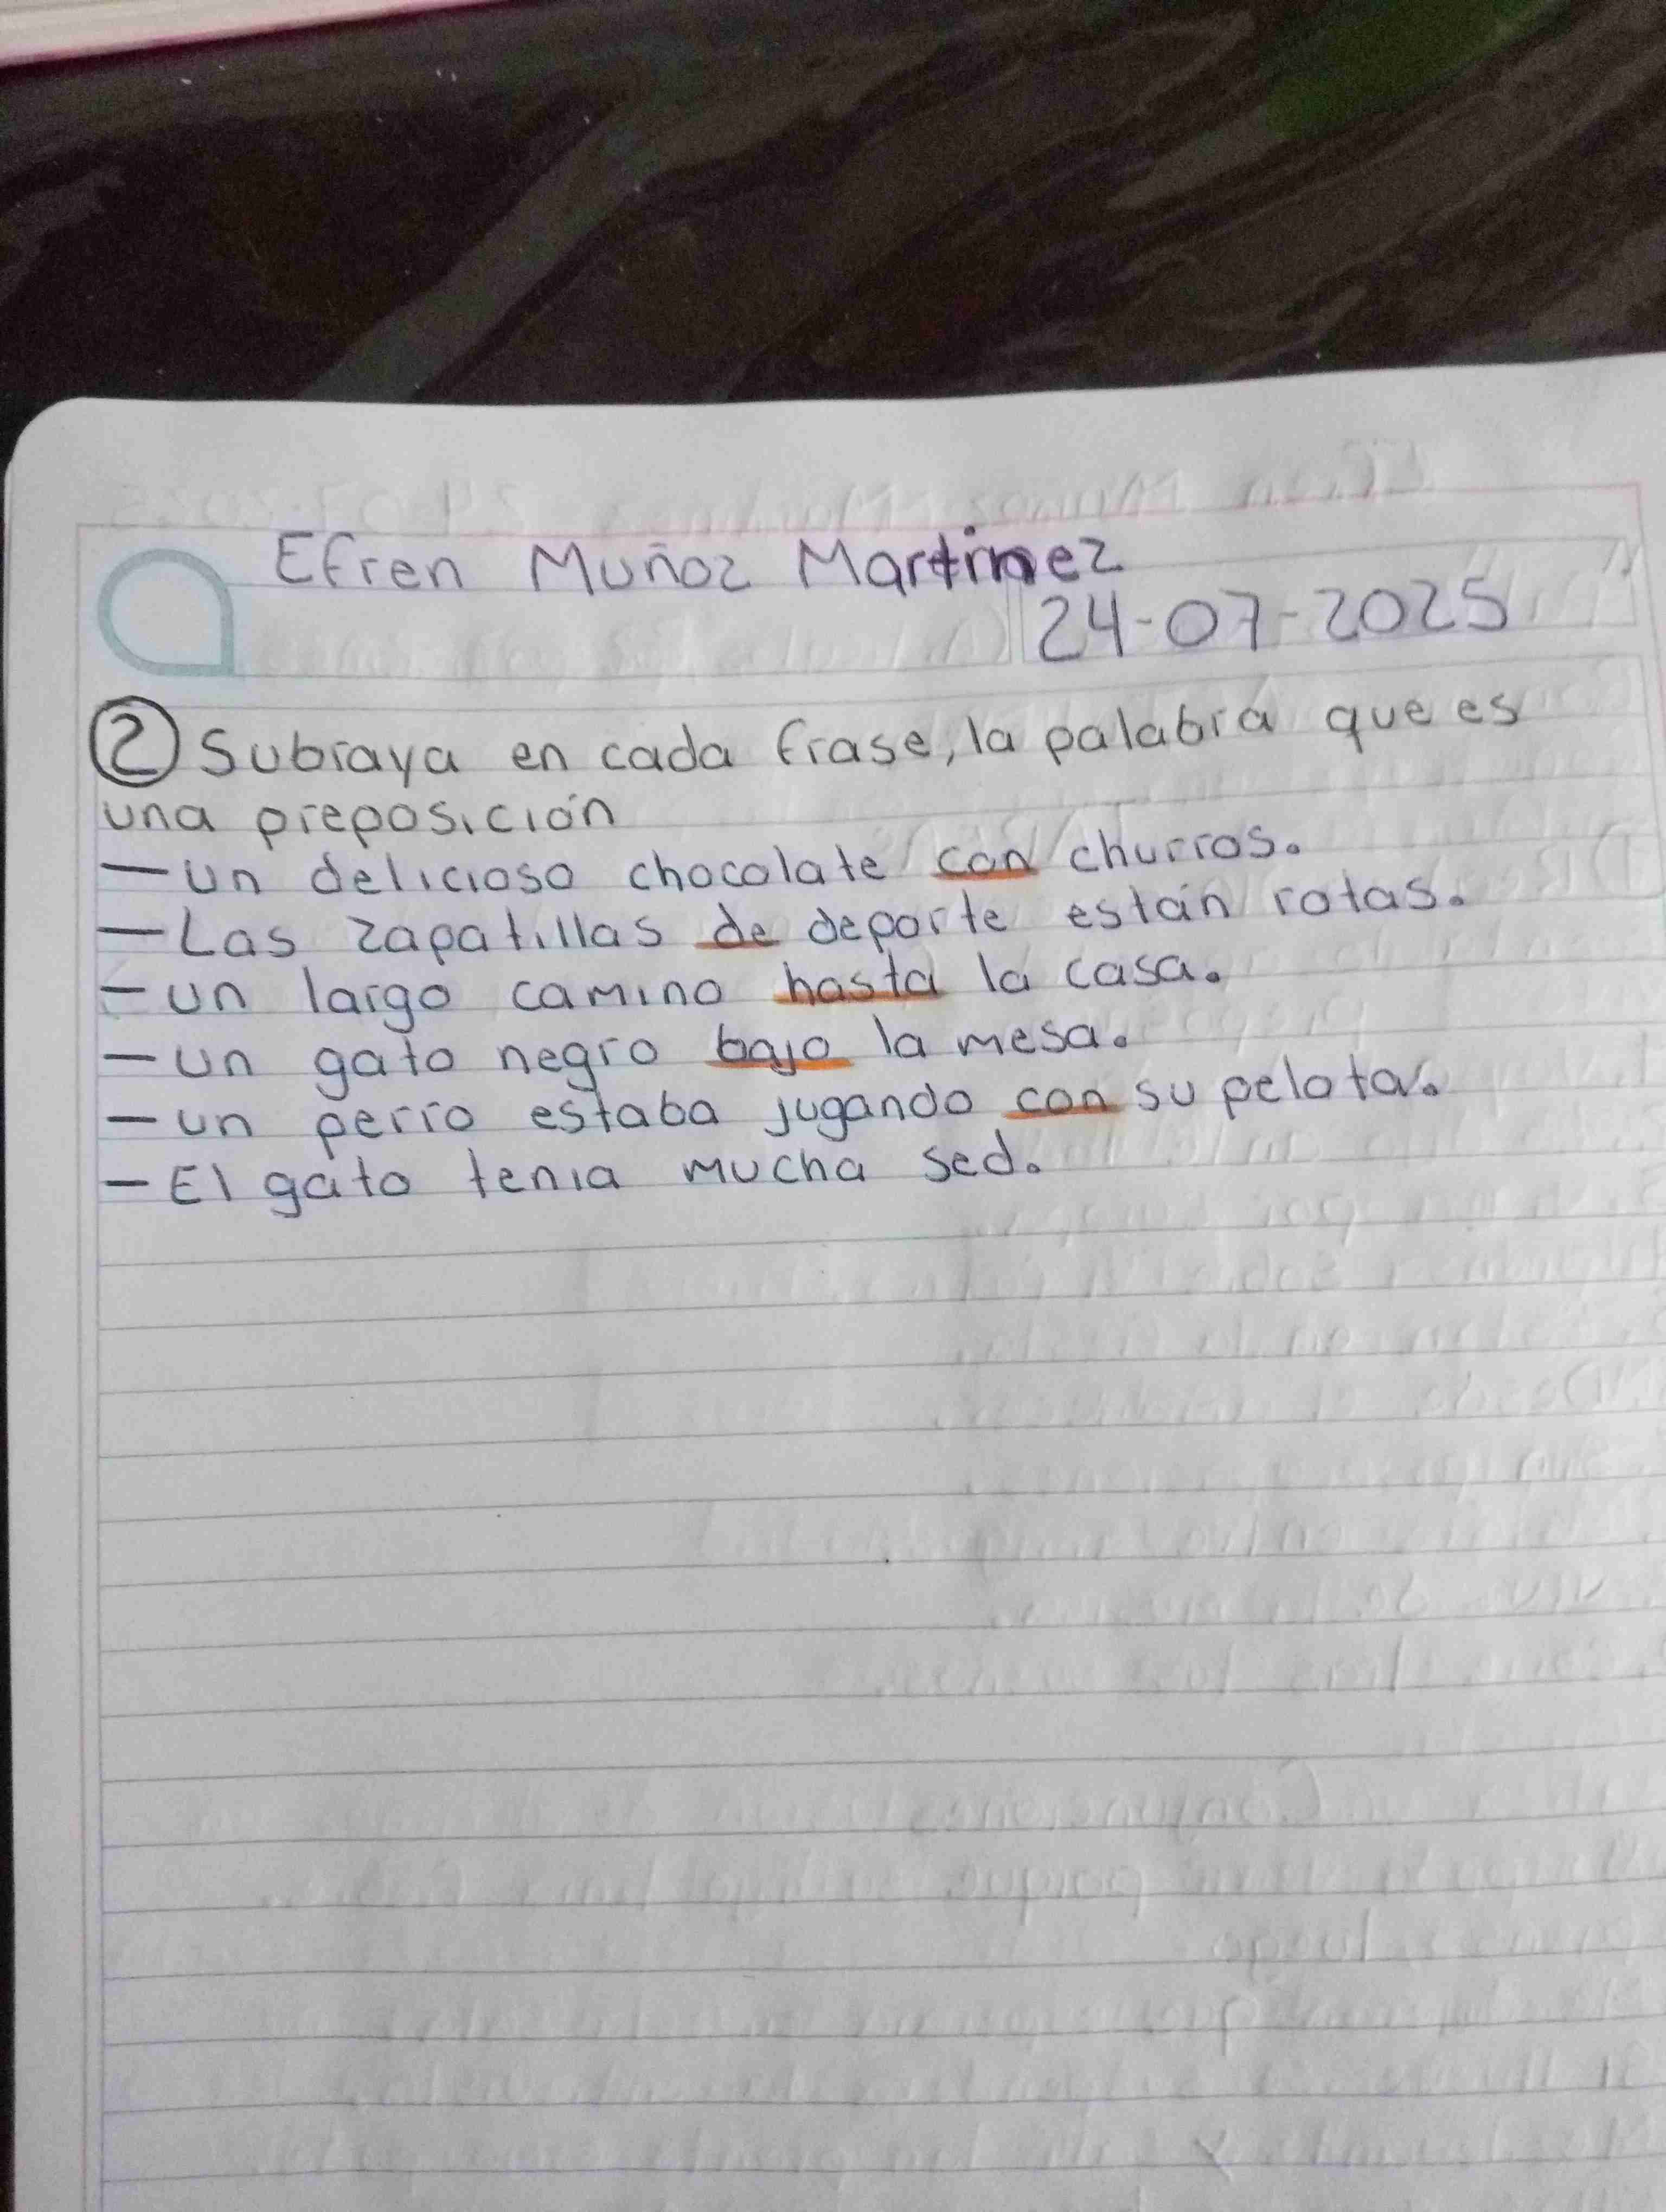 Efren Muñoz Martinez
24-07-2025
2 Subraya en cada frase, la palabra que es
una preposición
— un delicioso chocolate con churros.
— Las zapatillas de deporte están rotas.
— un largo camino hasta la casa.
— un gato negro bajo la mesa.
— un perro estaba jugando con su pelota.
— El gato tenia mucha sed.